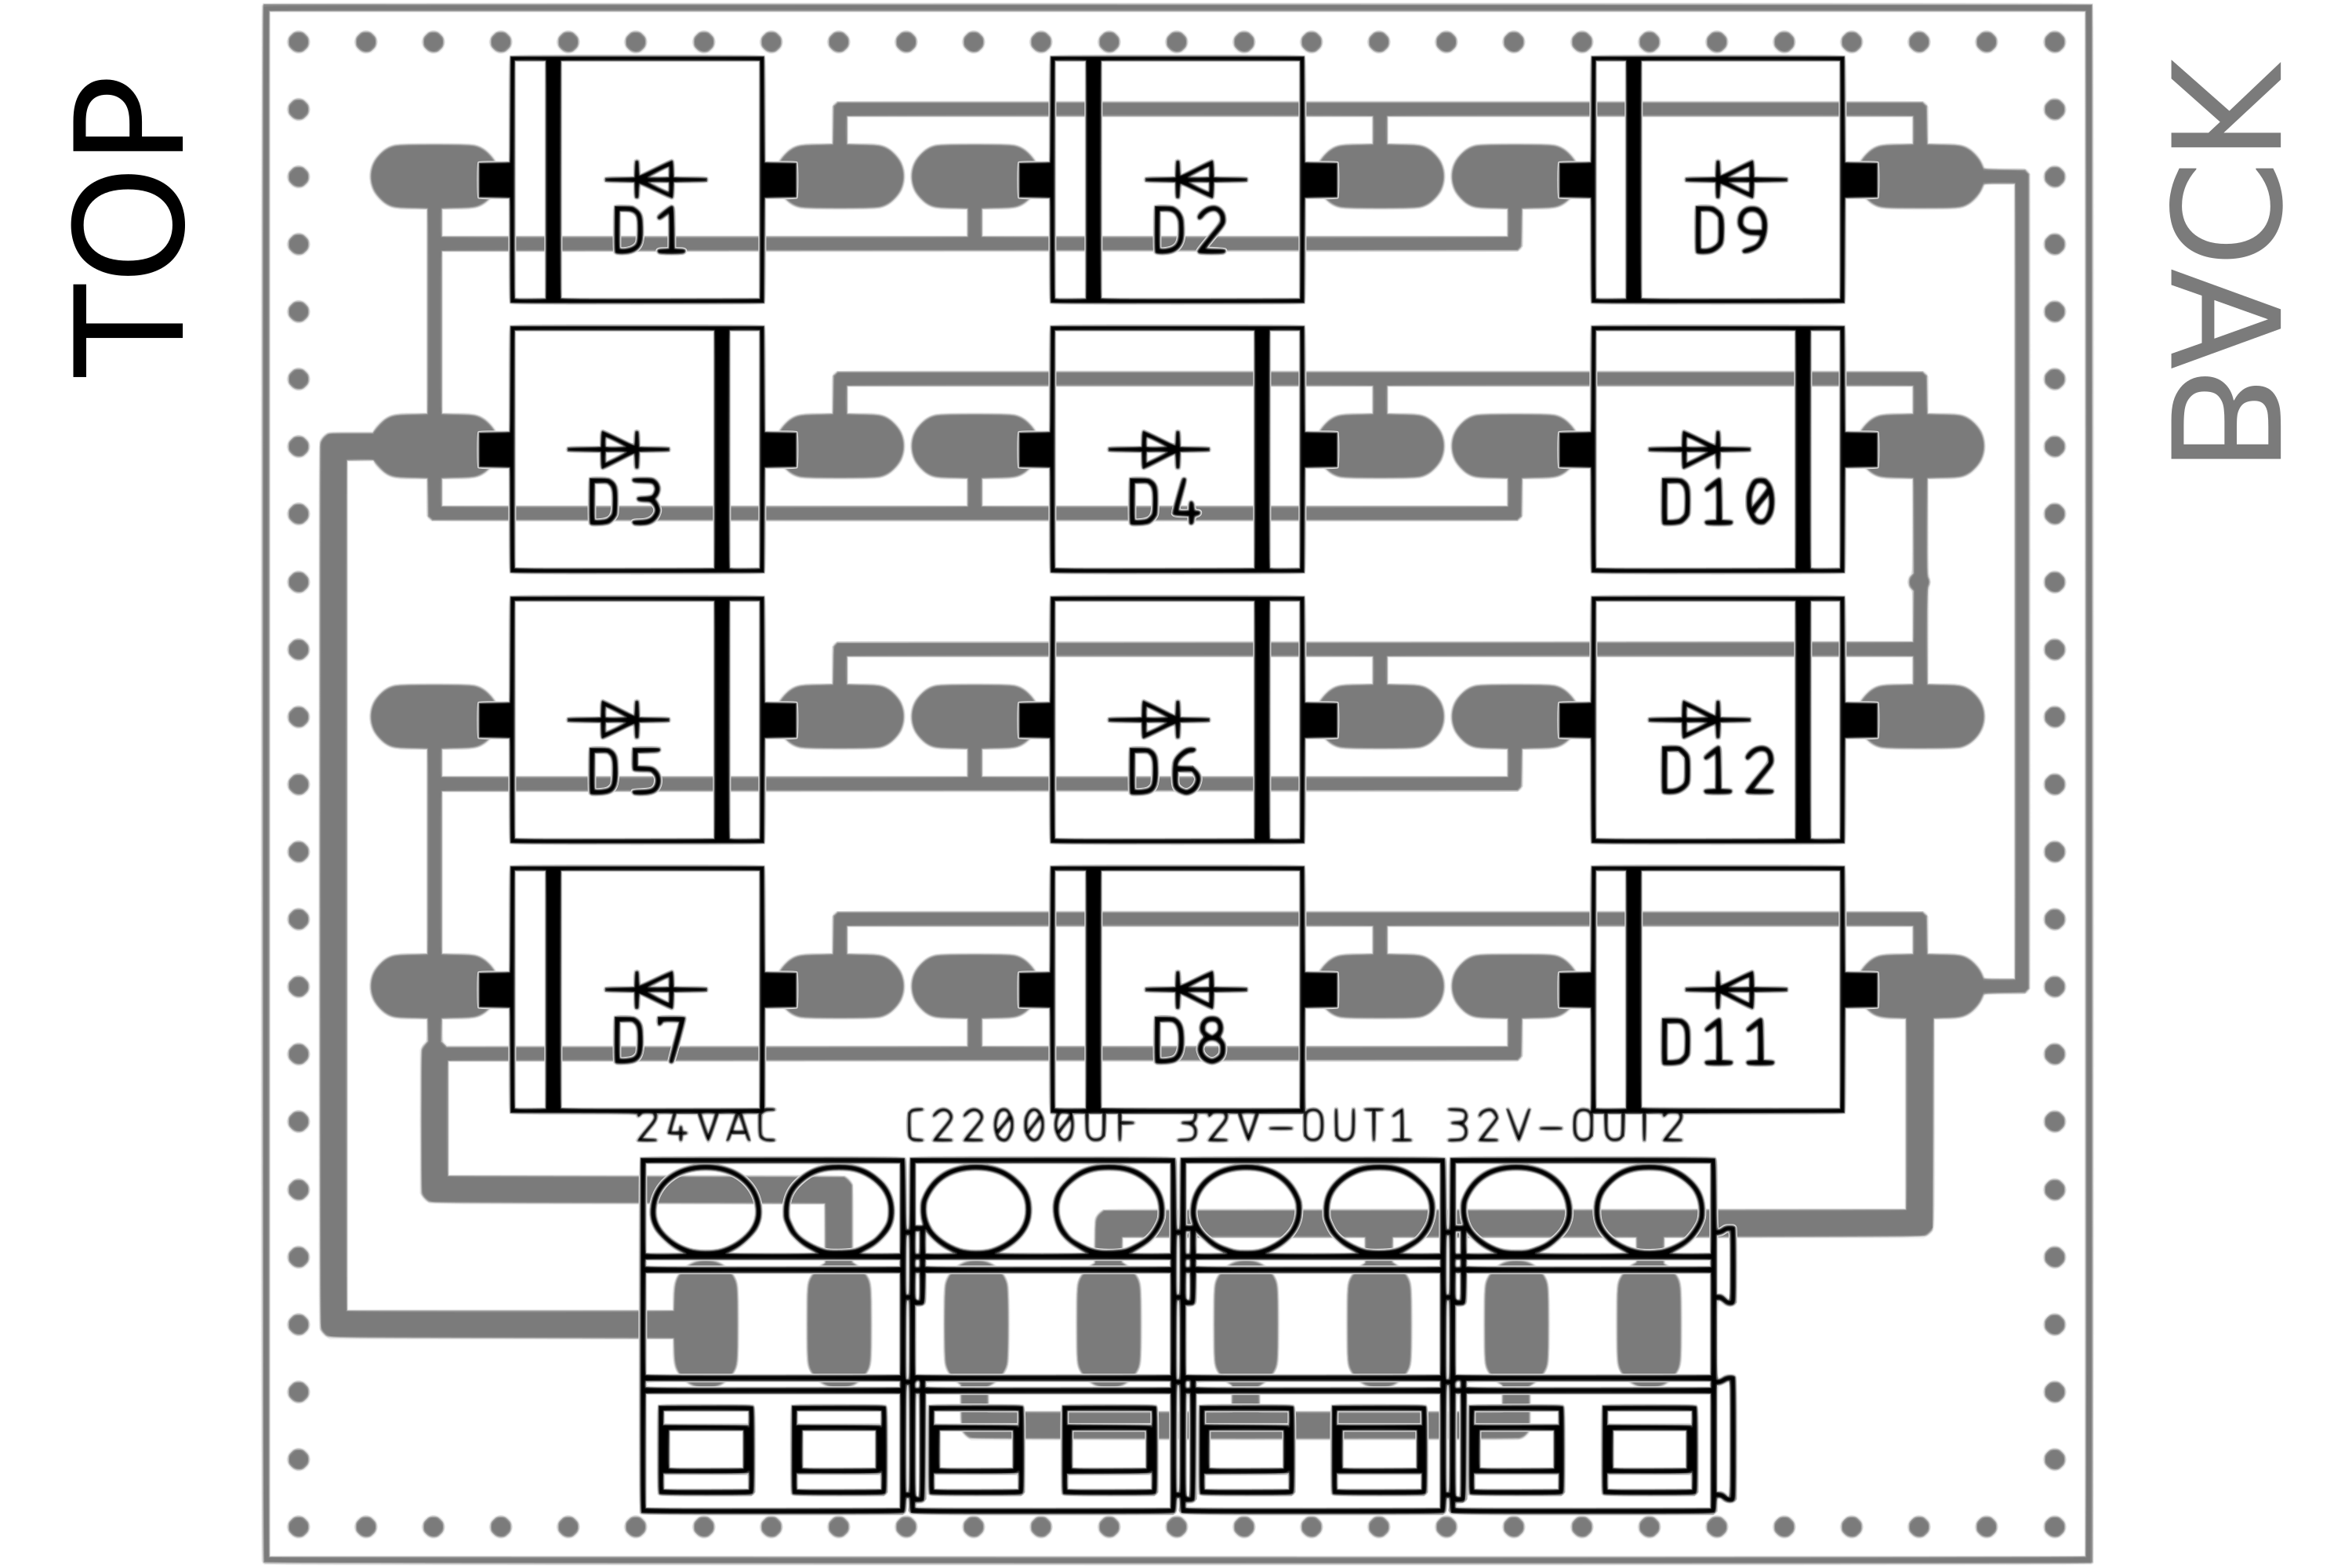 TOP
BACK
D1
D2
D9
D3
D4
D10
D5
D6
D12
D7
D8
D11
24VAC
C22000UF
32V-OUT1
32V-OUT2